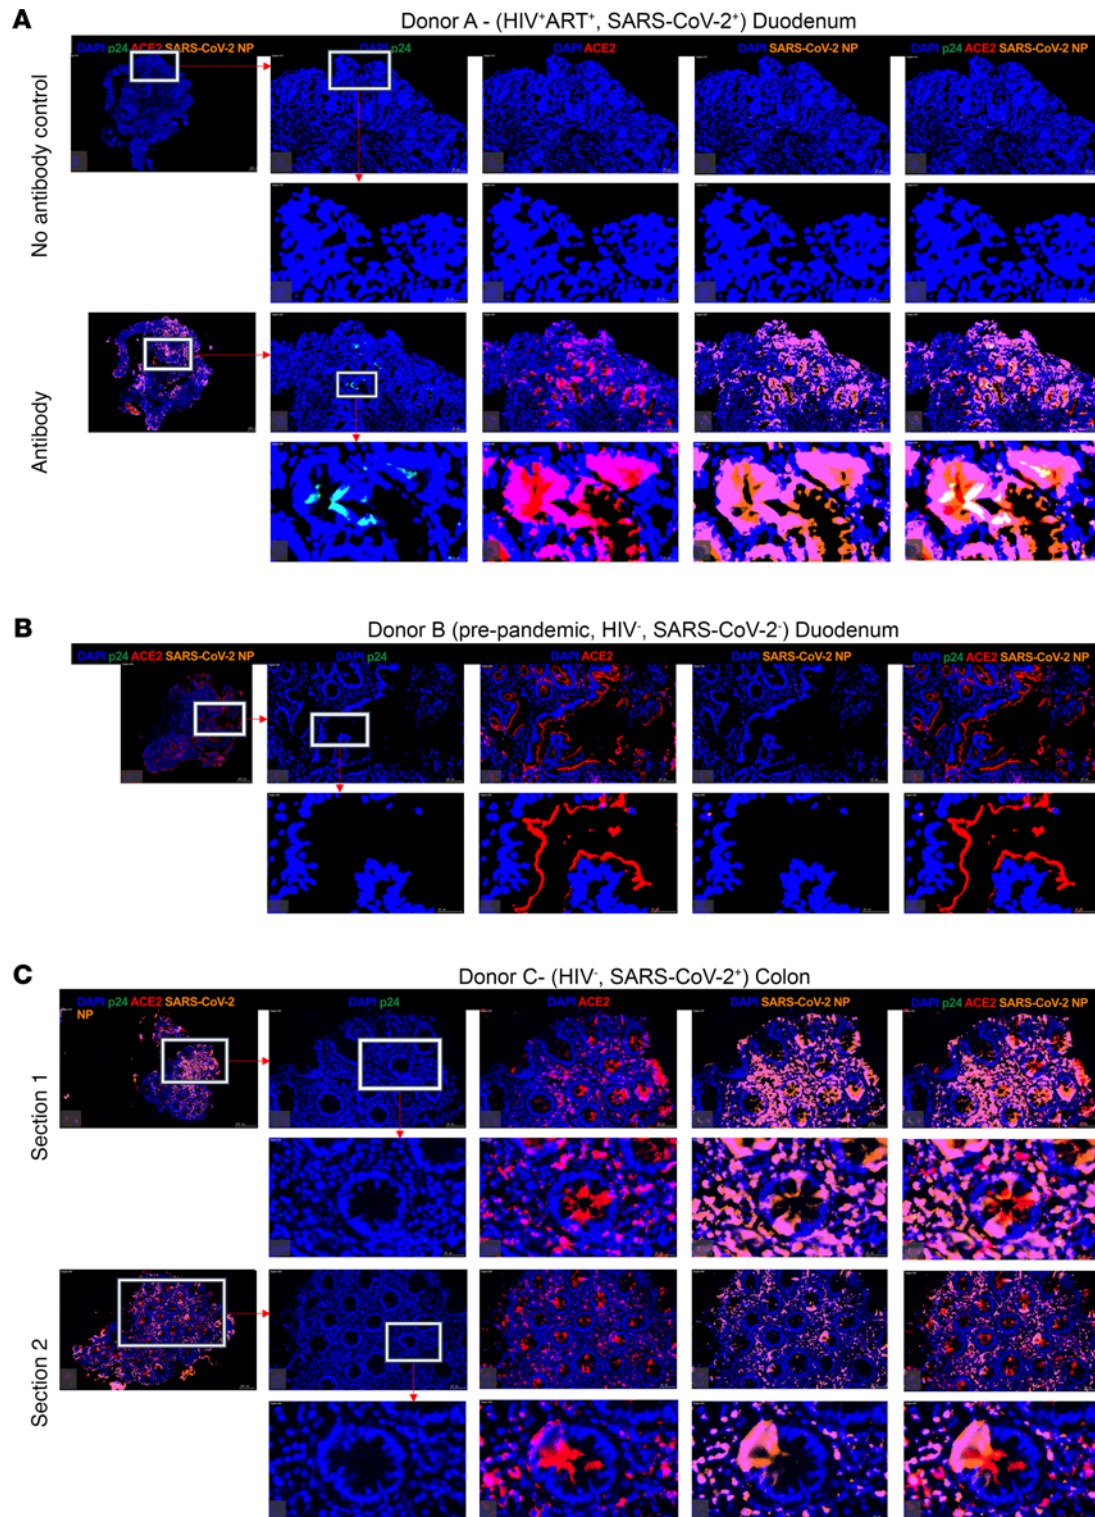 A
Donor A - (HIV⁺ART⁺, SARS-CoV-2⁺) Duodenum
No antibody control
DAPI p24 ACE2 SARS-CoV-2 NP
DAPI p24
DAPI ACE2
DAPI SARS-CoV-2 NP
DAPI p24 ACE2 SARS-CoV-2 NP
Antibody
B
Donor B (pre-pandemic, HIV⁻, SARS-CoV-2⁻) Duodenum
DAPI p24 ACE2 SARS-CoV-2 NP
DAPI p24
DAPI ACE2
DAPI SARS-CoV-2 NP
DAPI p24 ACE2 SARS-CoV-2 NP
C
Donor C- (HIV⁻, SARS-CoV-2⁺) Colon
Section 1
DAPI p24 ACE2 SARS-CoV-2
NP
DAPI p24
DAPI ACE2
DAPI SARS-CoV-2 NP
DAPI p24 ACE2 SARS-CoV-2 NP
Section 2